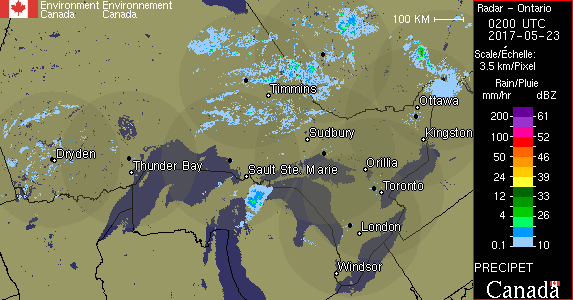 Environment Environnement
Canada Canada
100 KM
Timmins
Ottawa
Sudbury
Kingston
Dryden
Thunder Bay
Sault Ste. Marie
Orillia
Toronto
London
Windsor
Radar - Ontario
0200 UTC
2017-05-23
Scale/Échelle:
3.5 km/Pixel
Rain/Pluie
mm/hr dBZ
200 61
100 52
50 46
24 39
12 33
4 26
0.1 10
PRECIPET
Canada